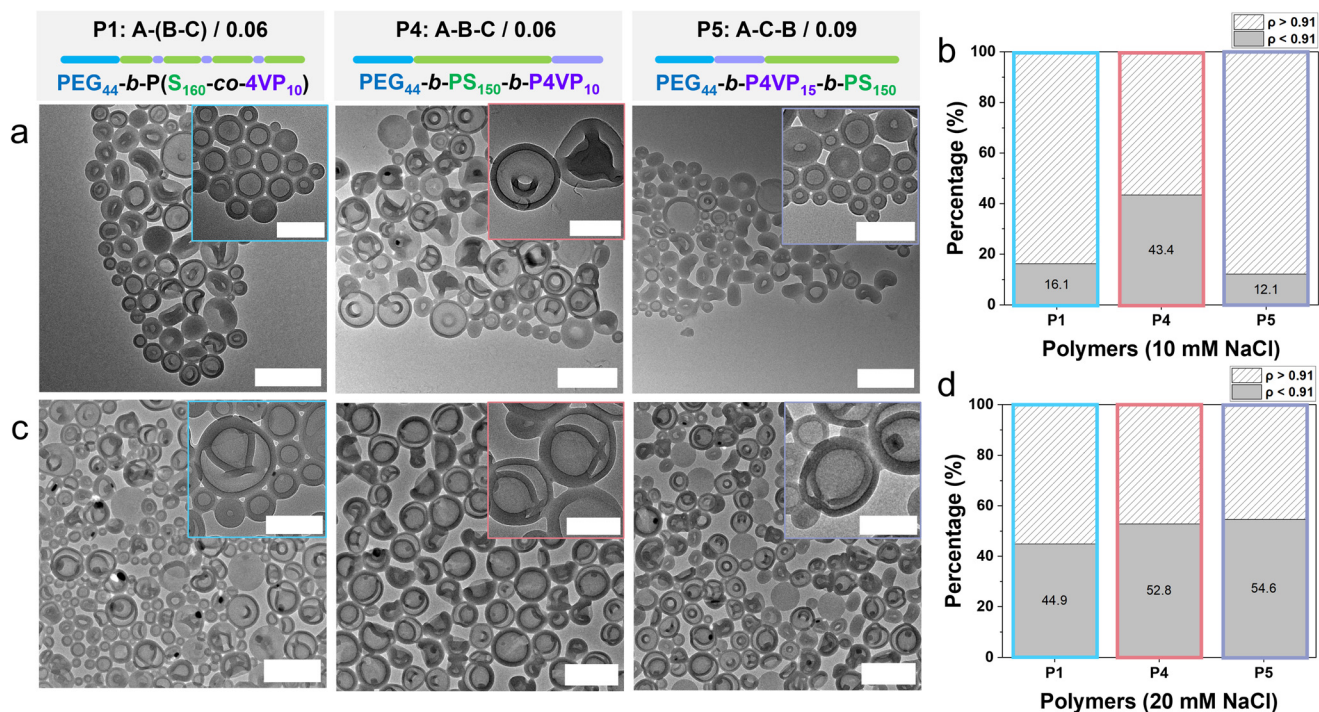 P1: A-(B-C) / 0.06
PEG44-b-P(S160-co-4VP10)
P4: A-B-C / 0.06
PEG44-b-PS150-b-P4VP10
P5: A-C-B / 0.09
PEG44-b-P4VP15-b-PS150
a
b
ρ > 0.91
ρ < 0.91
100
80
60
40
20
0
Percentage (%)
16.1
43.4
12.1
P1
P4
P5
Polymers (10 mM NaCl)
c
d
ρ > 0.91
ρ < 0.91
100
80
60
40
20
0
Percentage (%)
44.9
52.8
54.6
P1
P4
P5
Polymers (20 mM NaCl)